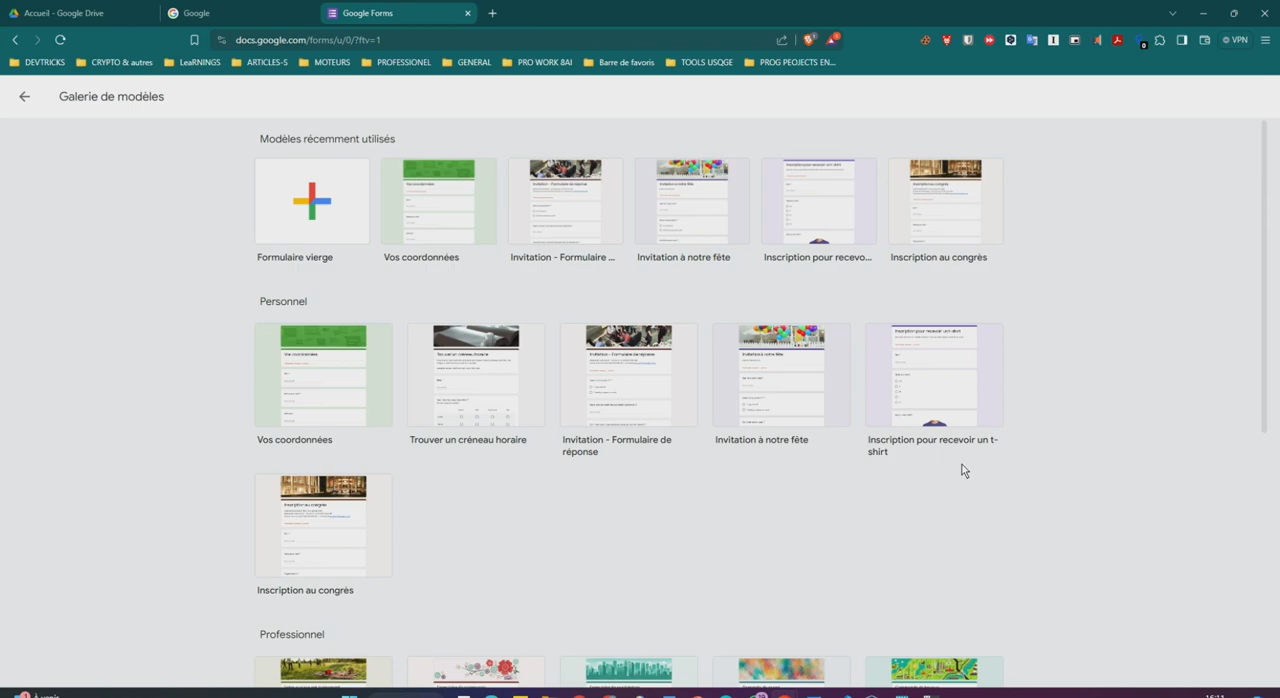 Accueil - Google Drive
Google
Google Forms
docs.google.com/forms/u/0/?ftv=1
VPN
DEVTRICKS
CRYPTO & autres
LeaRNINGS
ARTICLES-S
MOTEURS
PROFESSIONEL
GENERAL
PRO WORK 8AI
Barre de favoris
TOOLS USQGE
PROG PEOJECTS EN...
Galerie de modèles
Modèles récemment utilisés
Formulaire vierge
Vos coordonnées
Invitation - Formulaire ...
Invitation à notre fête
Inscription pour recevo...
Inscription au congrès
Personnel
Vos coordonnées
Trouver un créneau horaire
Invitation - Formulaire de
réponse
Invitation à notre fête
Inscription pour recevoir un t-
shirt
Inscription au congrès
Professionnel